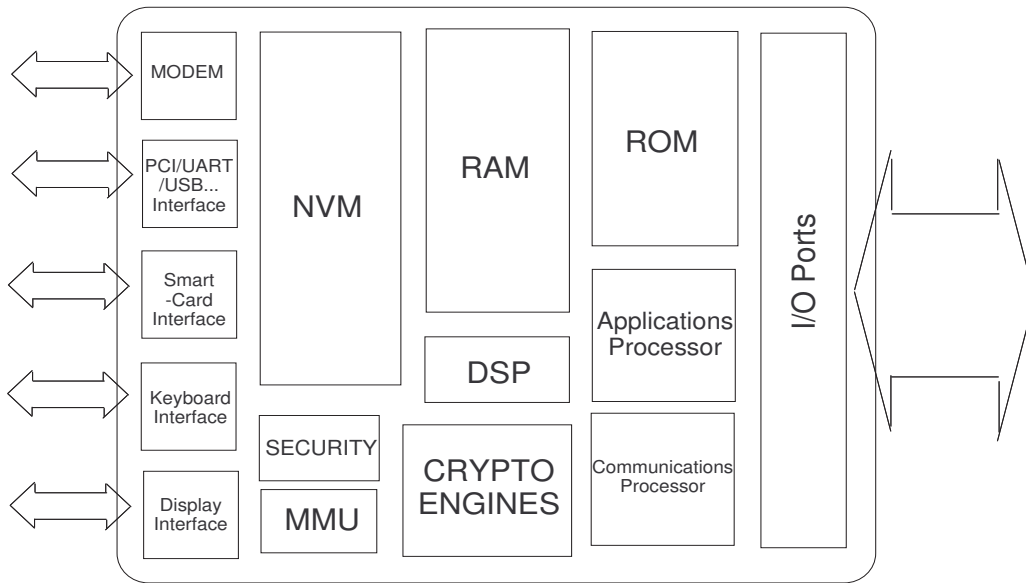 MODEM
PCI/UART
/USB...
Interface
Smart
-Card
Interface
Keyboard
Interface
Display
Interface
NVM
SECURITY
MMU
RAM
DSP
CRYPTO
ENGINES
ROM
Applications
Processor
Communications
Processor
I/O Ports